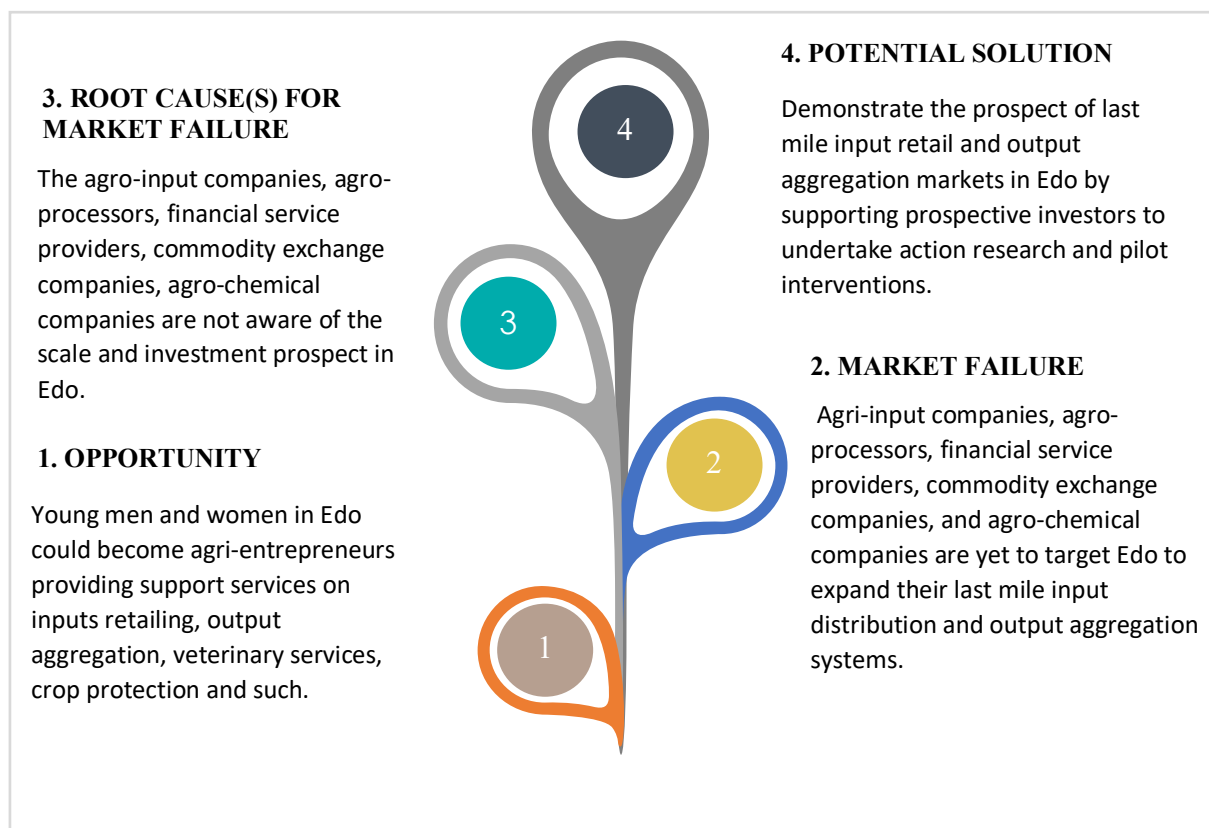 3. ROOT CAUSE(S) FOR
MARKET FAILURE
The agro-input companies, agro-
processors, financial service
providers, commodity exchange
companies, agro-chemical
companies are not aware of the
scale and investment prospect in
Edo.
1. OPPORTUNITY
Young men and women in Edo
could become agri-entrepreneurs
providing support services on
inputs retailing, output
aggregation, veterinary services,
crop protection and such.
4
3
2
1
4. POTENTIAL SOLUTION
Demonstrate the prospect of last
mile input retail and output
aggregation markets in Edo by
supporting prospective investors to
undertake action research and pilot
interventions.
2. MARKET FAILURE
Agri-input companies, agro-
processors, financial service
providers, commodity exchange
companies, and agro-chemical
companies are yet to target Edo to
expand their last mile input
distribution and output aggregation
systems.